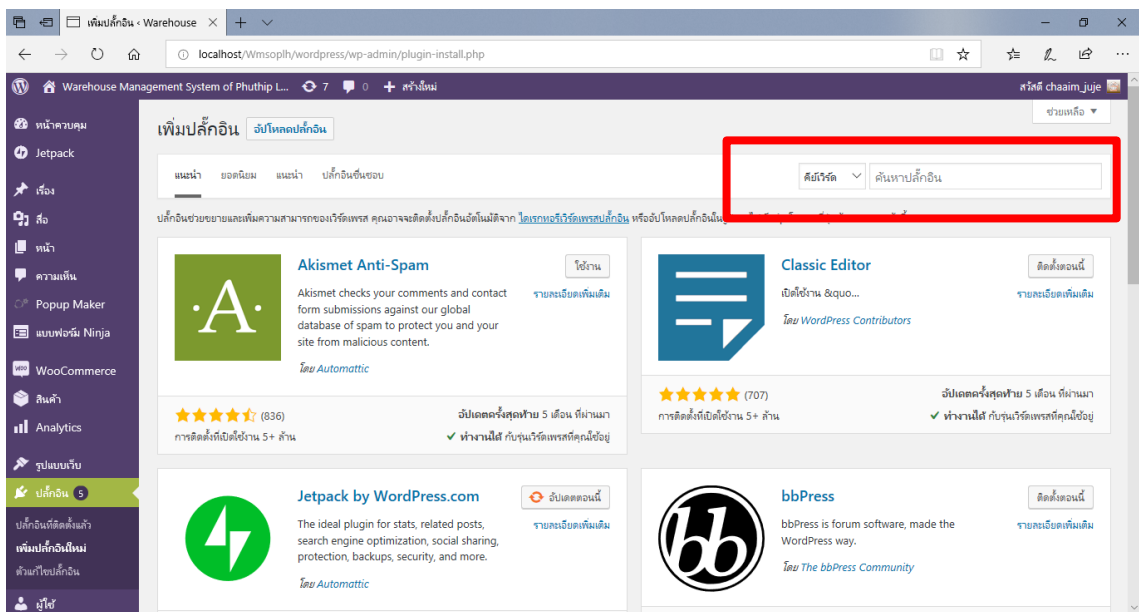 เพิ่มปลั๊กอิน ‹ Warehouse
localhost/Wmsoplh/wordpress/wp-admin/plugin-install.php
Warehouse Management System of Phuthip L... 7 0 + สร้างใหม่
สวัสดี chaaim_juje
ช่วยเหลือ ▼
หน้าควบคุม
Jetpack
เรื่อง
สื่อ
หน้า
ความเห็น
Popup Maker
แบบฟอร์ม Ninja
WooCommerce
สินค้า
Analytics
รูปแบบเว็บ
ปลั๊กอิน 5
ปลั๊กอินที่ติดตั้งแล้ว
เพิ่มปลั๊กอินใหม่
ตัวแก้ไขปลั๊กอิน
ผู้ใช้
เพิ่มปลั๊กอิน อัปโหลดปลั๊กอิน
แนะนำ ยอดนิยม แนะนำ ปลั๊กอินชื่นชอบ
คีย์เวิร์ด ค้นหาปลั๊กอิน
ปลั๊กอินช่วยขยายและเพิ่มความสามารถของเวิร์ดเพรส คุณอาจจะติดตั้งปลั๊กอินอัตโนมัติจาก ไดเรกทอรีเวิร์ดเพรสปลั๊กอิน หรืออัปโหลดปลั๊กอินใน
Akismet Anti-Spam
ใช้งาน
รายละเอียดเพิ่มเติม
Akismet checks your comments and contact
form submissions against our global
database of spam to protect you and your
site from malicious content.
โดย Automattic
(836)
การติดตั้งที่เปิดใช้งาน 5+ ล้าน
อัปเดตครั้งสุดท้าย 5 เดือน ที่ผ่านมา
✓ ทำงานได้ กับรุ่นเวิร์ดเพรสที่คุณใช้อยู่
Classic Editor
ติดตั้งตอนนี้
รายละเอียดเพิ่มเติม
เปิดใช้งาน &quo...
โดย WordPress Contributors
(707)
การติดตั้งที่เปิดใช้งาน 5+ ล้าน
อัปเดตครั้งสุดท้าย 5 เดือน ที่ผ่านมา
✓ ทำงานได้ กับรุ่นเวิร์ดเพรสที่คุณใช้อยู่
Jetpack by WordPress.com
อัปเดตตอนนี้
รายละเอียดเพิ่มเติม
The ideal plugin for stats, related posts,
search engine optimization, social sharing,
protection, backups, security, and more.
โดย Automattic
bbPress
ติดตั้งตอนนี้
รายละเอียดเพิ่มเติม
bbPress is forum software, made the
WordPress way.
โดย The bbPress Community